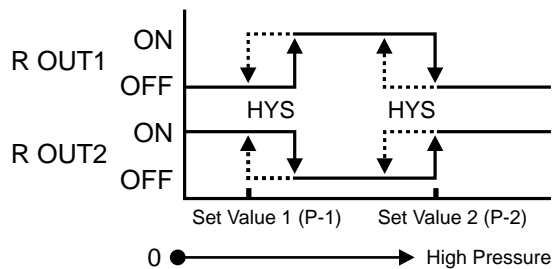 R OUT1
ON
OFF
HYS HYS
R OUT2
ON
OFF
Set Value 1 (P-1) Set Value 2 (P-2)
0 High Pressure